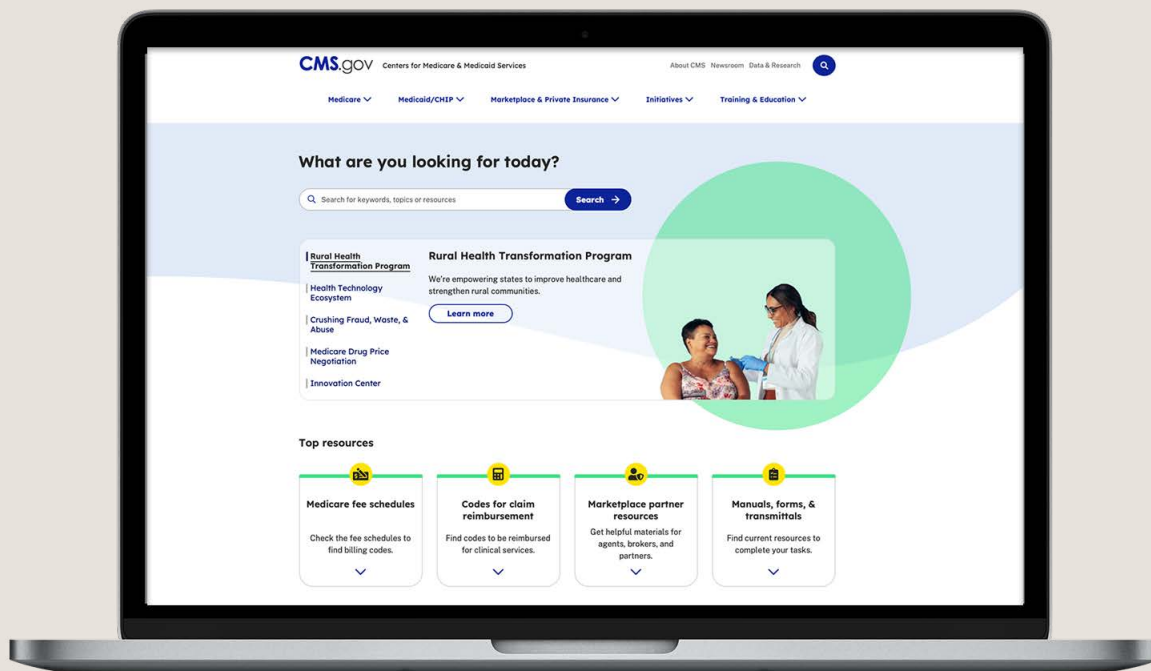 CMS.gov Centers for Medicare & Medicaid Services
About CMS Newsroom Data & Research
Medicare
Medicaid/CHIP
Marketplace & Private Insurance
Initiatives
Training & Education
What are you looking for today?
Search for keywords, topics or resources
Search →
Rural Health
Transformation Program
Health Technology
Ecosystem
Crushing Fraud, Waste, &
Abuse
Medicare Drug Price
Negotiation
Innovation Center
Rural Health Transformation Program
We're empowering states to improve healthcare and
strengthen rural communities.
Learn more
Top resources
Medicare fee schedules
Check the fee schedules to
find billing codes.
Codes for claim
reimbursement
Find codes to be reimbursed
for clinical services.
Marketplace partner
resources
Get helpful materials for
agents, brokers, and
partners.
Manuals, forms, &
transmittals
Find current resources to
complete your tasks.